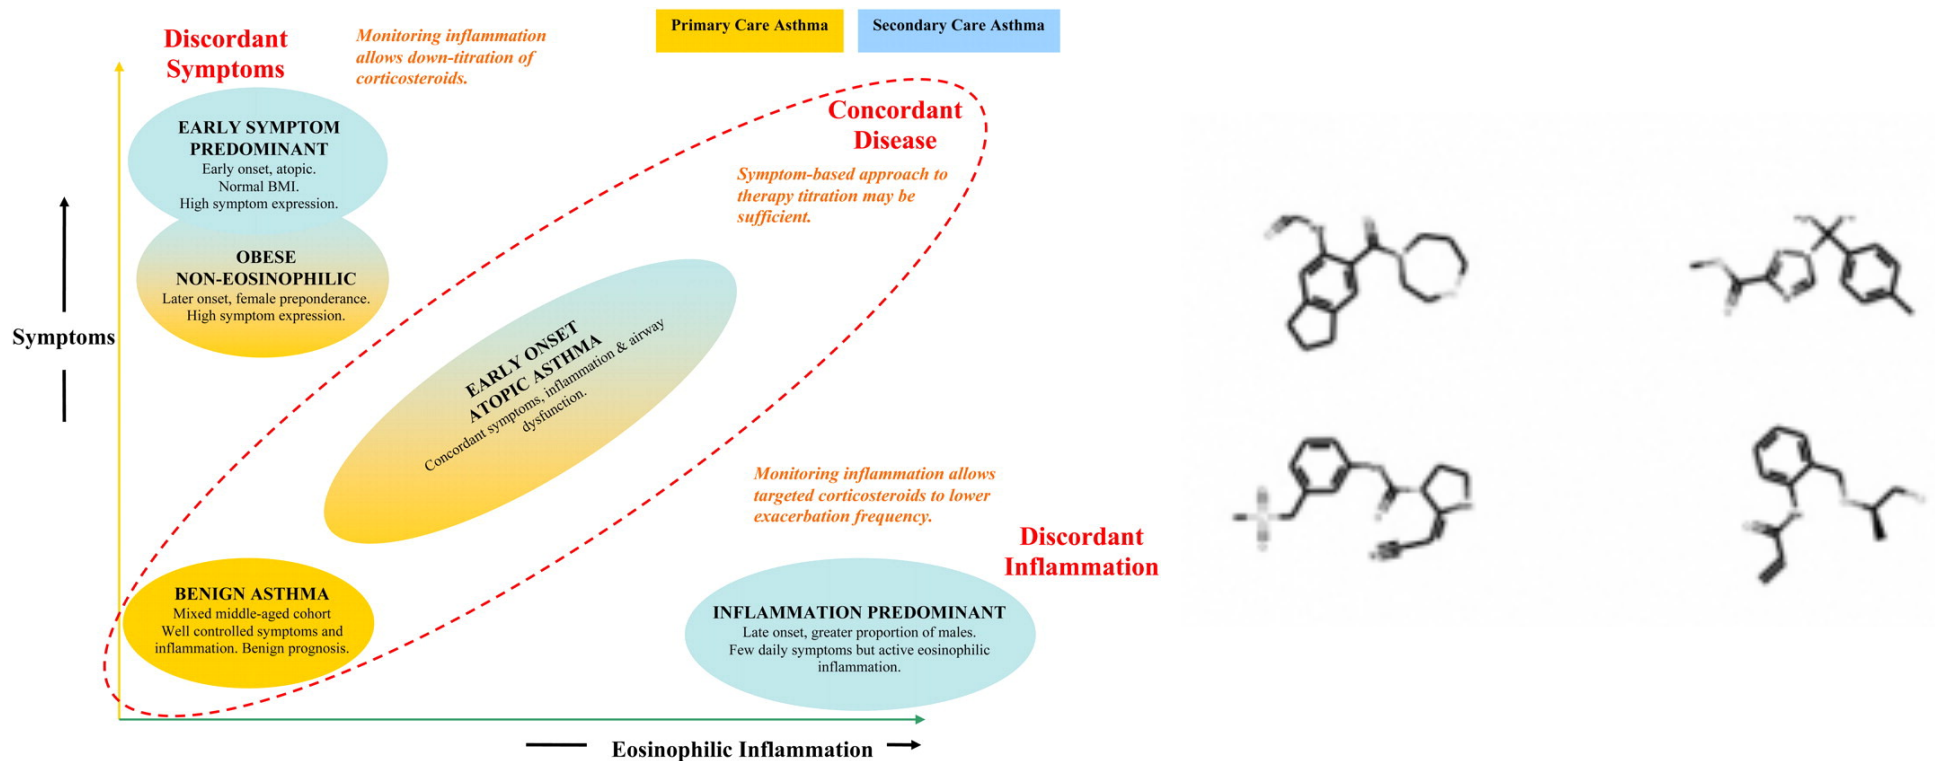 Primary Care Asthma
Secondary Care Asthma
Discordant
Symptoms
Monitoring inflammation
allows down-titration of
corticosteroids.
EARLY SYMPTOM
PREDOMINANT
Early onset, atopic.
Normal BMI.
High symptom expression.
OBESE
NON-EOSINOPHILIC
Later onset, female preponderance.
High symptom expression.
Symptoms
Concordant
Disease
Symptom-based approach to
therapy titration may be
sufficient.
EARLY ONSET
ATOPIC ASTHMA
Concordant symptoms, inflammation & airway
dysfunction.
Monitoring inflammation allows
targeted corticosteroids to lower
exacerbation frequency.
Discordant
Inflammation
BENIGN ASTHMA
Mixed middle-aged cohort
Well controlled symptoms and
inflammation. Benign prognosis.
INFLAMMATION PREDOMINANT
Late onset, greater proportion of males.
Few daily symptoms but active eosinophilic
inflammation.
Eosinophilic Inflammation